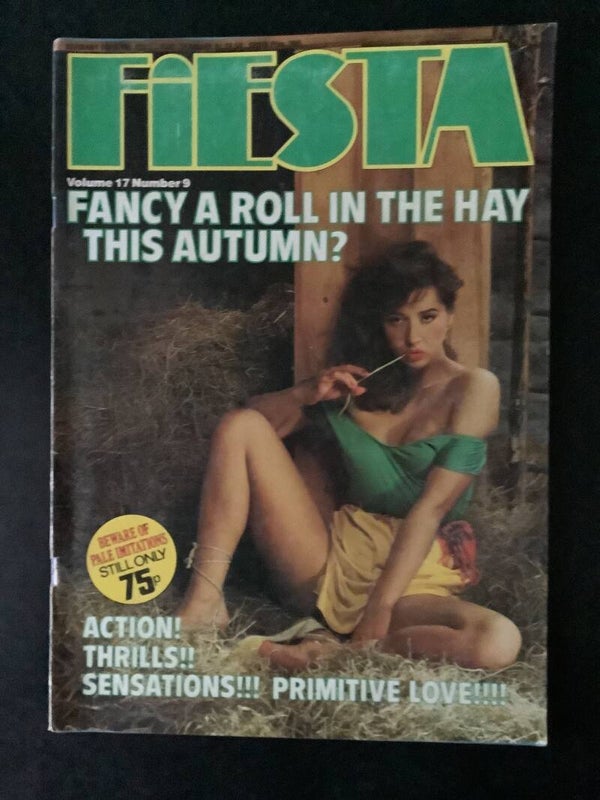 FiESTA
Volume 17 Number 9
FANCY A ROLL IN THE HAY
THIS AUTUMN?
BEWARE OF
PALE IMITATIONS
STILL ONLY
75p
ACTION!
THRILLS!!
SENSATIONS!!! PRIMITIVE LOVE!!!!